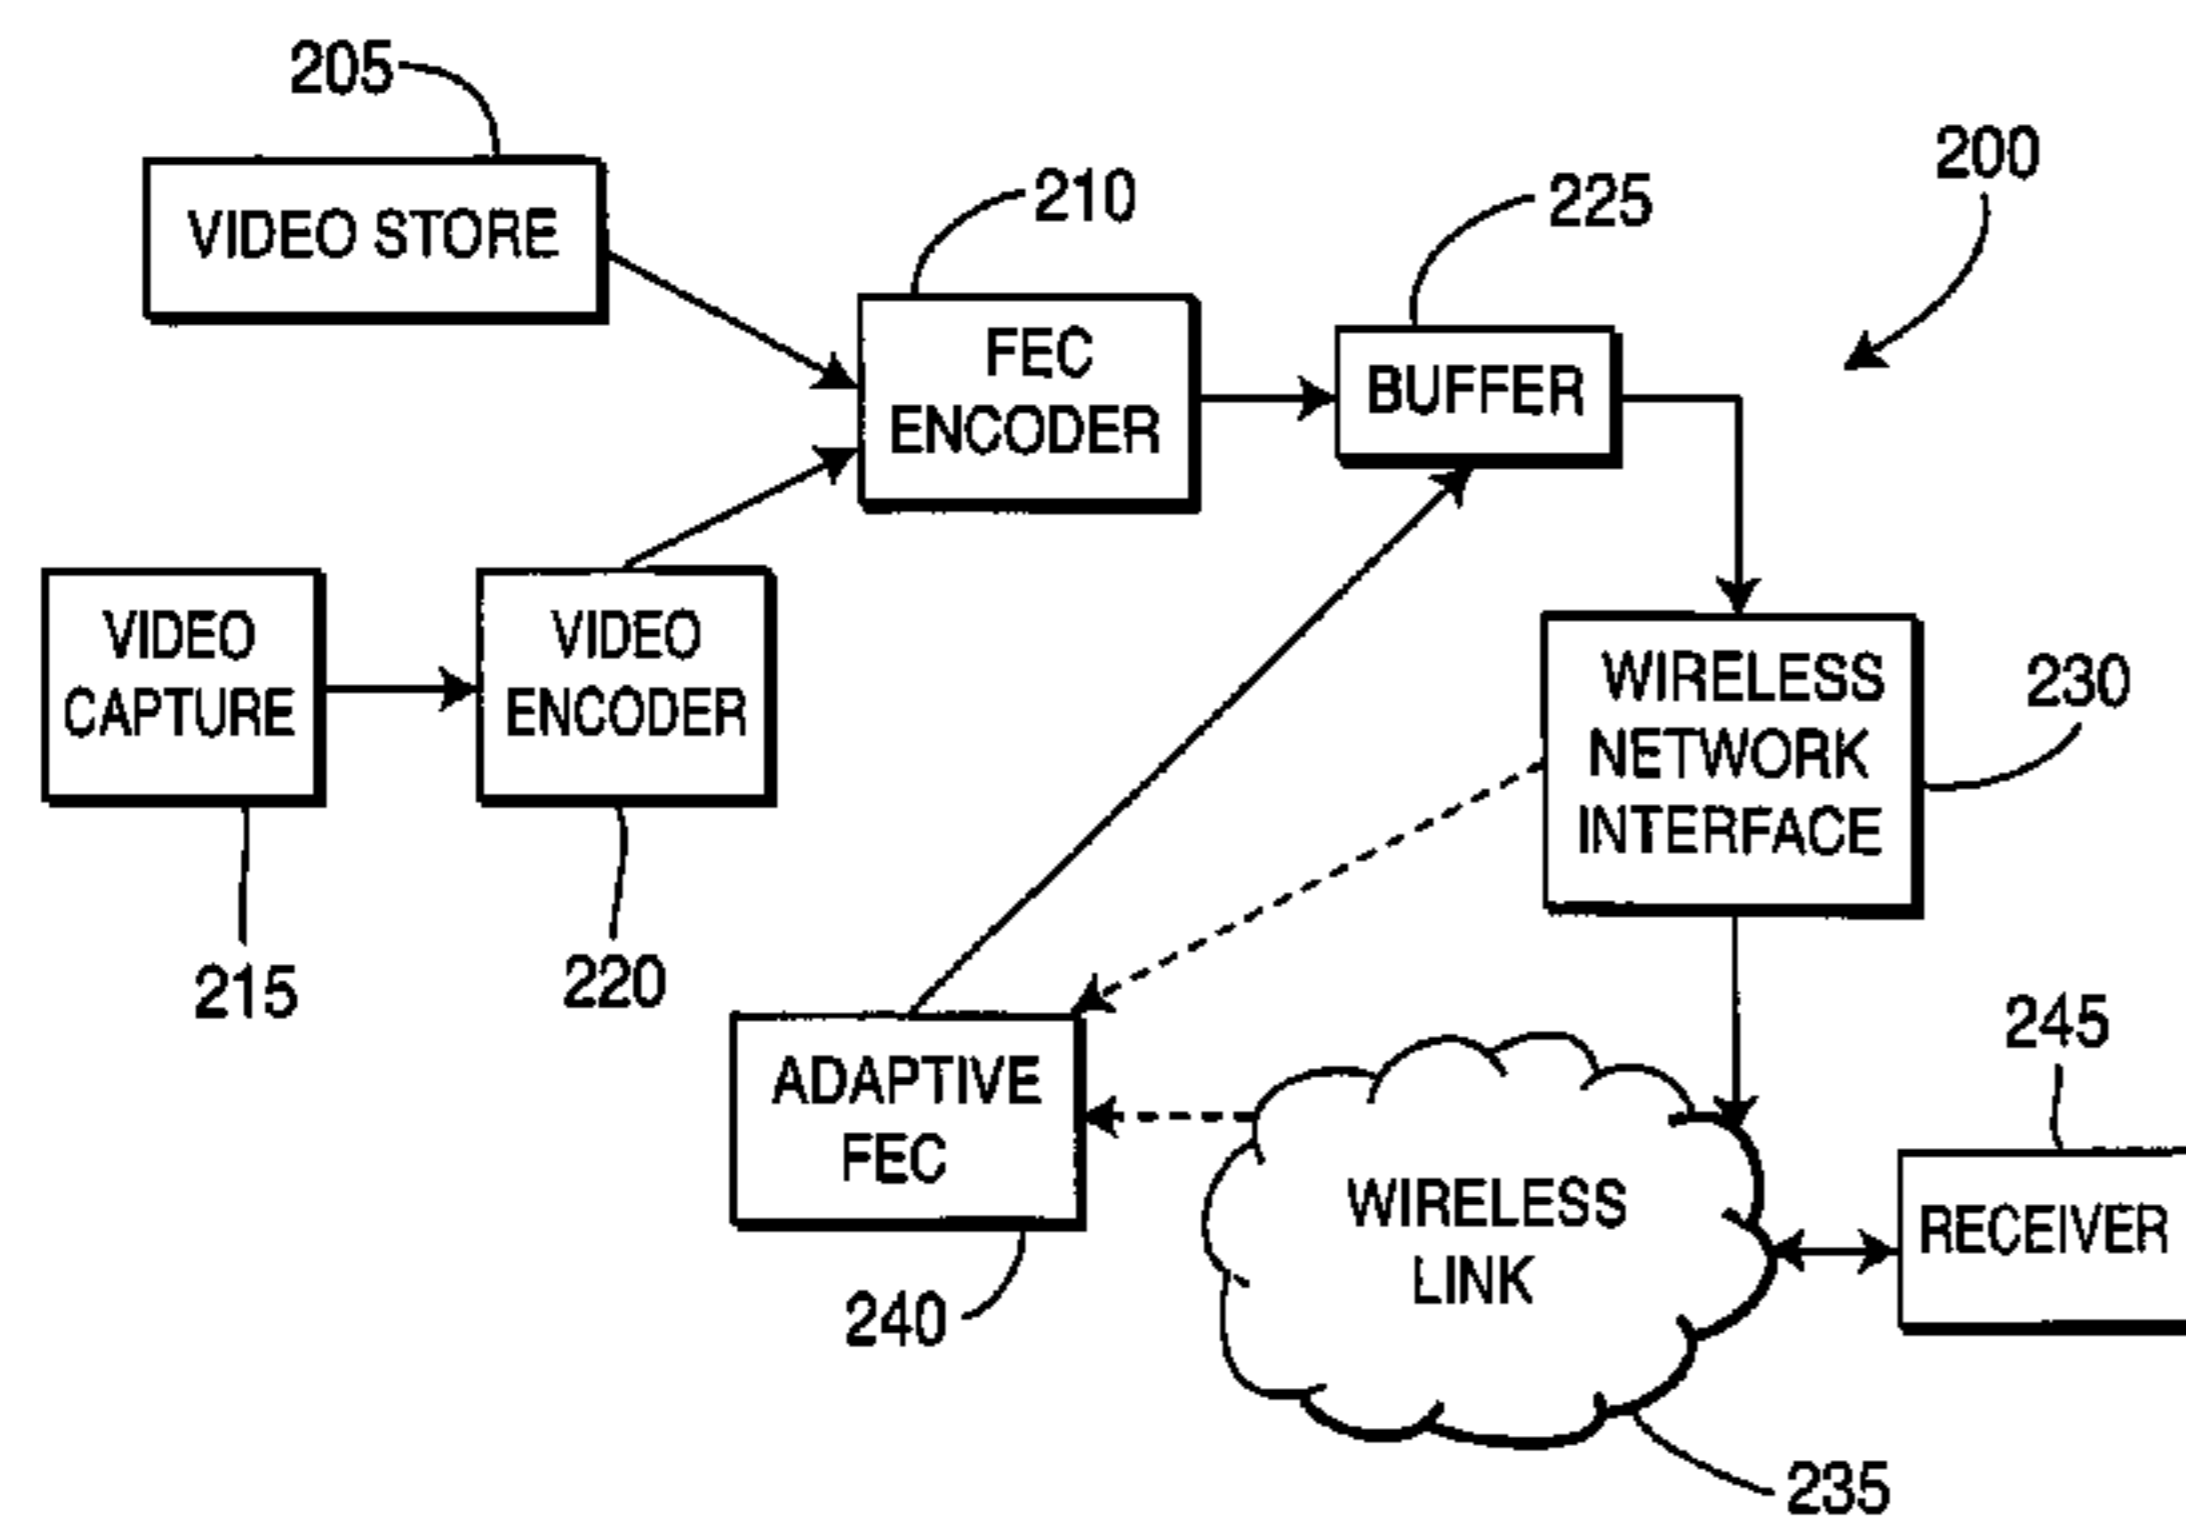 205
VIDEO STORE
210
225
200
FEC
ENCODER
BUFFER
VIDEO
CAPTURE
VIDEO
ENCODER
WIRELESS
NETWORK
INTERFACE
230
215
220
ADAPTIVE
FEC
240
WIRELESS
LINK
245
RECEIVER
235